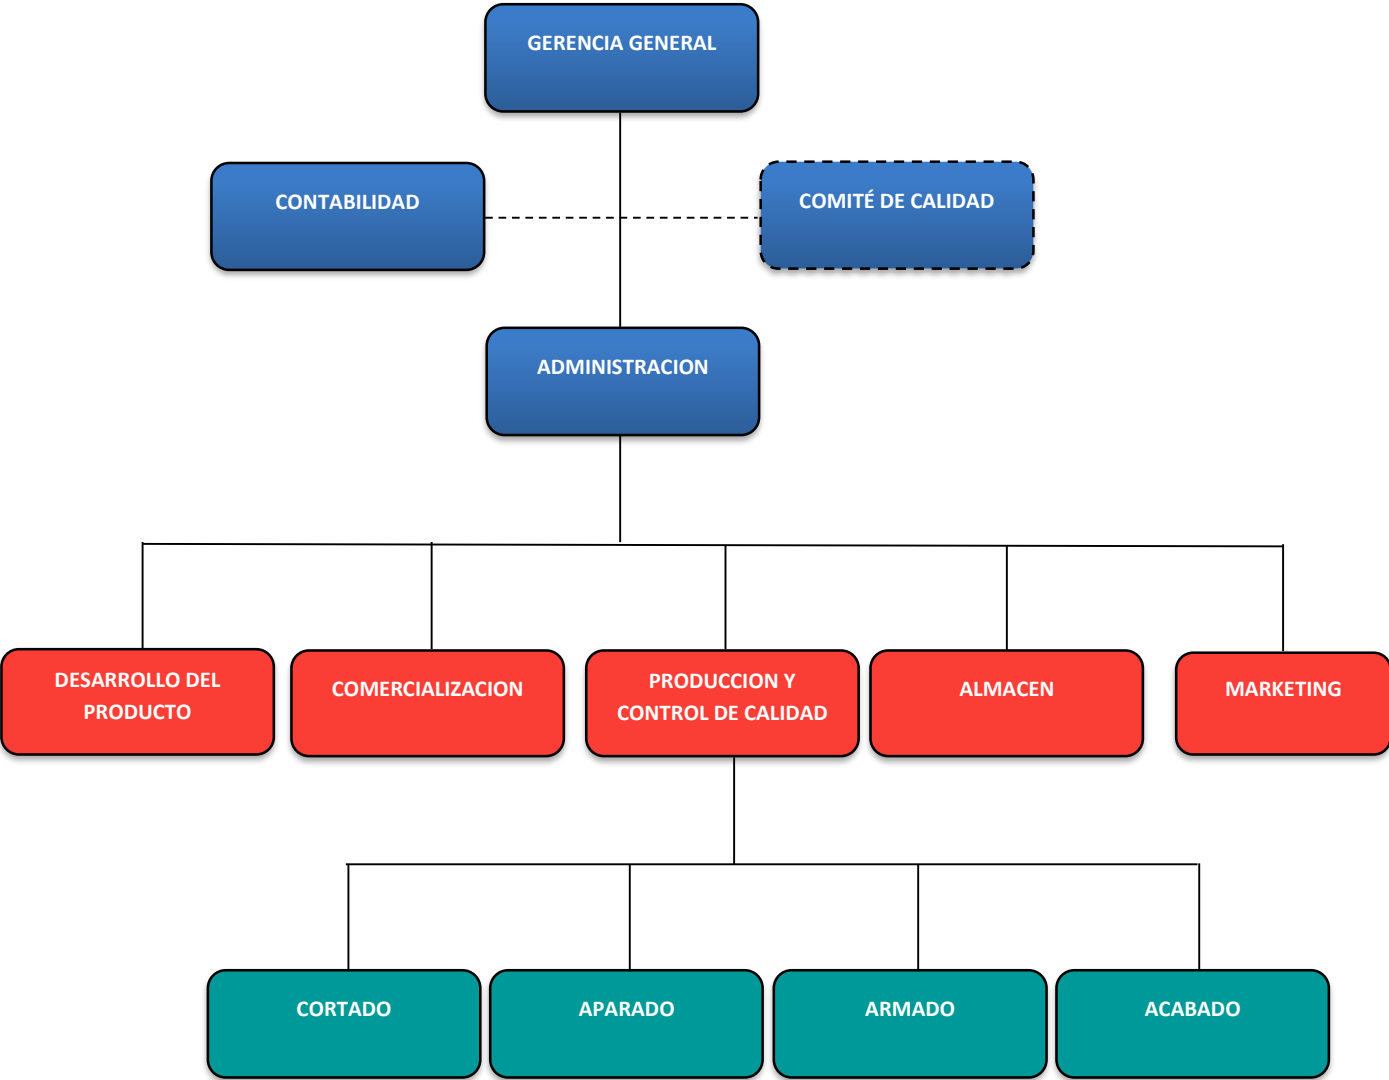 GERENCIA GENERAL
CONTABILIDAD
COMITÉ DE CALIDAD
ADMINISTRACION
DESARROLLO DEL
PRODUCTO
COMERCIALIZACION
PRODUCCION Y
CONTROL DE CALIDAD
ALMACEN
MARKETING
CORTADO
APARADO
ARMADO
ACABADO